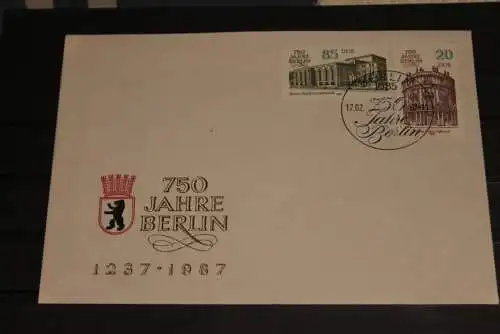 750
JAHRE
BERLIN
85 DDR
750
JAHRE
BERLIN
20
DDR
17.02.
750
Jahre
Berlin
750
JAHRE
BERLIN
1237-1987